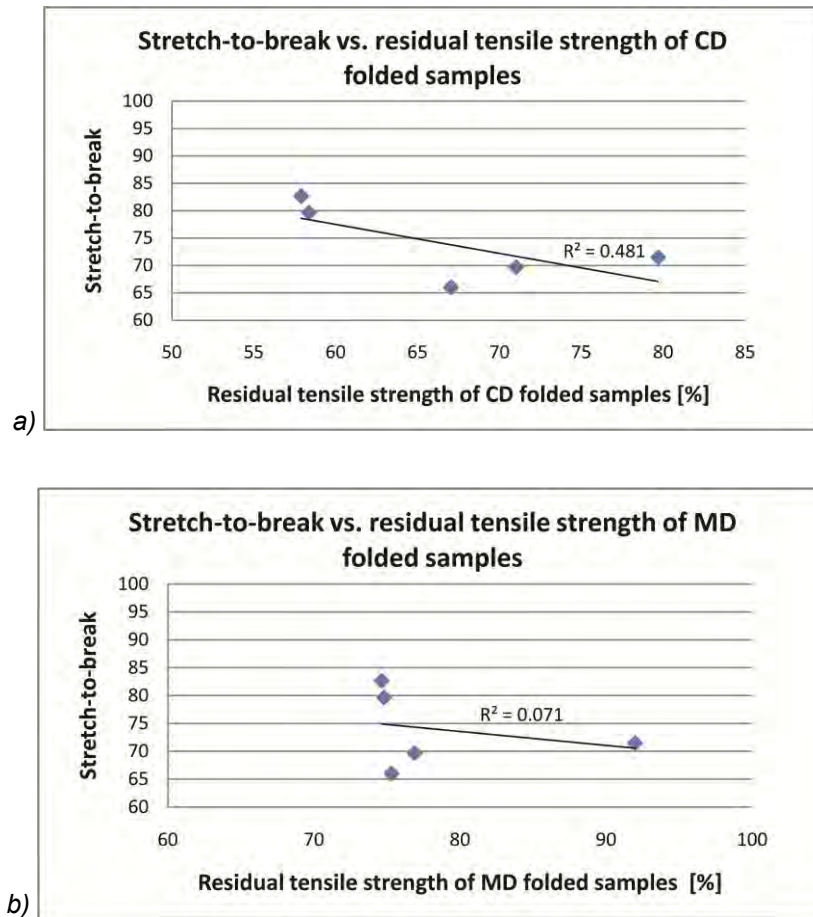 Stretch-to-break vs. residual tensile strength of CD
folded samples
100
95
90
85
80
75
70
65
60
Stretch-to-break
R² = 0.481
50 55 60 65 70 75 80 85
Residual tensile strength of CD folded samples [%]
a)
Stretch-to-break vs. residual tensile strength of MD
folded samples
100
95
90
85
80
75
70
65
60
Stretch-to-break
R² = 0.071
60 70 80 90 100
Residual tensile strength of MD folded samples [%]
b)